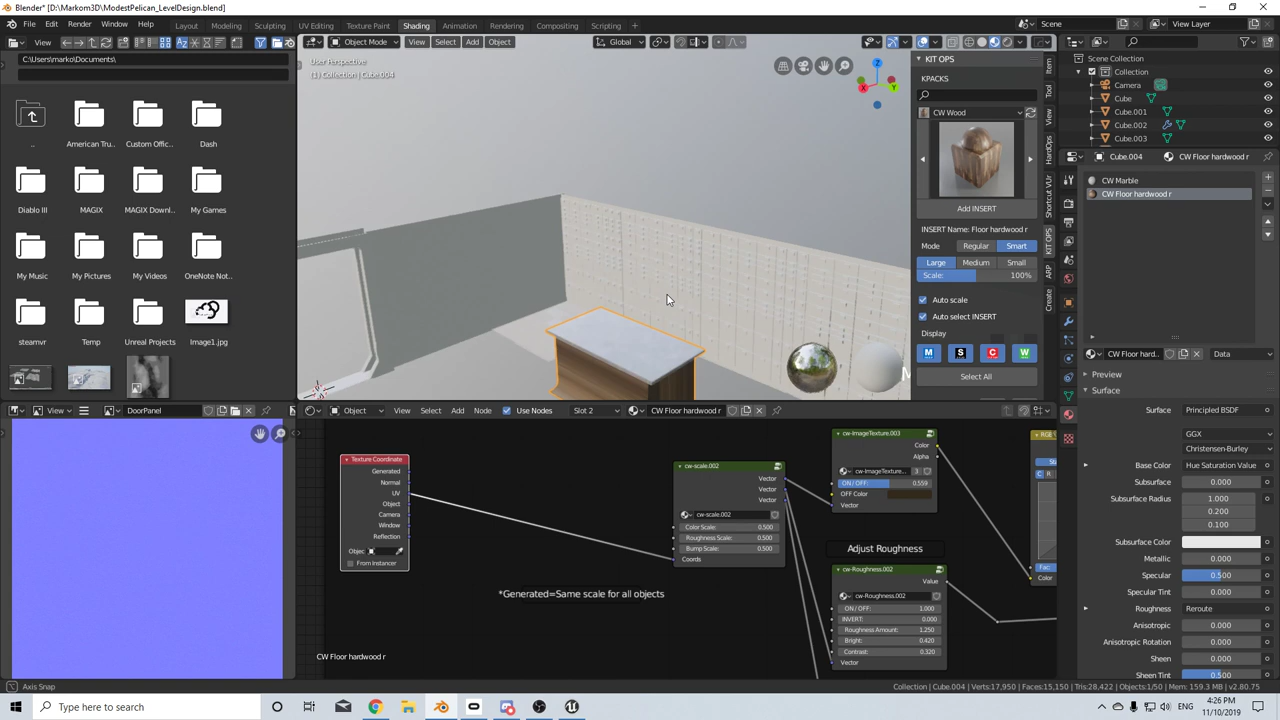 Blender* [D:\Markom3D\ModestPelican_LevelDesign.blend]
File Edit Render Window Help Layout Modeling Sculpting UV Editing Texture Paint Shading Animation Rendering Compositing Scripting + Scene View Layer
View Object Mode View Select Add Object Global
C:\Users\marko\Documents\
User Perspective
(1) Collection | Cube.004
..
American Tru..
Custom Offic..
Dash
Diablo III
MAGIX
MAGIX Downl..
My Games
My Music
My Pictures
My Videos
OneNote Not..
steamvr
Temp
Unreal Projects
Image1.jpg
Z
X
Y
KIT OPS
KPACKS
CW Wood
Add INSERT
INSERT Name: Floor hardwood r
Mode Regular Smart
Large Medium Small
Scale: 100%
Auto scale
Auto select INSERT
Display
M S C W
Select All
Item
Tool
View
HardOps
Shortcut VUr
KIT OPS
ARP
Create
Scene Collection
Collection
Camera
Cube
Cube.001
Cube.002
Cube.003
Cube.004 CW Floor hardwood r
CW Marble
CW Floor hardwood r
CW Floor hard.. Data
Preview
Surface
Surface Principled BSDF
GGX
Christensen-Burley
Base Color Hue Saturation Value
Subsurface 0.000
Subsurface Radius 1.000
0.200
0.100
Subsurface Color
Metallic 0.000
Specular 0.500
Specular Tint 0.000
Roughness Reroute
Anisotropic 0.000
Anisotropic Rotation 0.000
Sheen 0.000
Sheen Tint 0.500
View DoorPanel
Object View Select Add Node Use Nodes Slot 2 CW Floor hardwood r
Texture Coordinate
Generated
Normal
UV
Object
Camera
Window
Reflection
Objec
From Instancer
cw-scale.002
Vector
Vector
Vector
cw-scale.002
Color Scale: 0.500
Roughness Scale: 0.500
Bump Scale: 0.500
Coords
*Generated=Same scale for all objects
cw-ImageTexture.003
Color
Alpha
cw-ImageTexture... 3
ON/OFF: 0.559
OFF Color
Vector
Adjust Roughness
cw-Roughness.002
Value
cw-Roughness.002
ON / OFF: 1.000
INVERT: 0.000
Roughness Amount: 1.250
Bright: 0.420
Contrast: 0.320
Vector
Fac:
Color
CW Floor hardwood r
Axis Snap
Collection | Cube.004 | Verts:17,950 | Faces:15,150 | Tris:28,422 | Objects:1/50 | Mem: 159.3 MB | v2.80.75
Type here to search
ENG
4:26 PM
11/10/2019